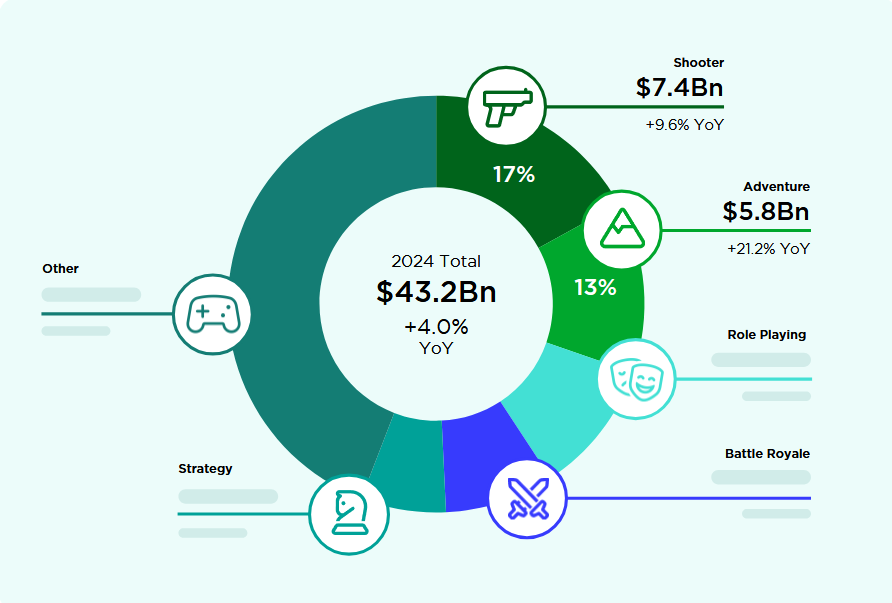 Shooter
$7.4Bn
+9.6% YoY
17%
Adventure
$5.8Bn
+21.2% YoY
13%
2024 Total
$43.2Bn
+4.0%
YoY
Other
Role Playing
Battle Royale
Strategy